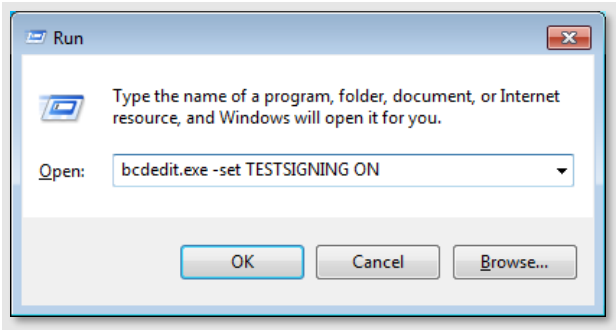 Run
Type the name of a program, folder, document, or Internet
resource, and Windows will open it for you.
Open: bcdedit.exe -set TESTSIGNING ON
OK Cancel Browse...